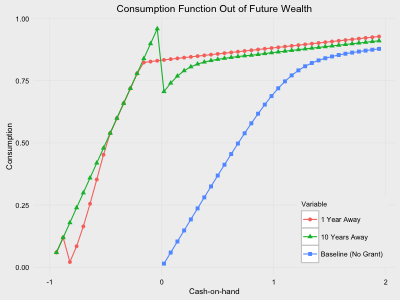 Consumption Function Out of Future Wealth
1.00
0.75
0.50
0.25
0.00
Consumption
-1
0
1
2
Cash-on-hand
Variable
1 Year Away
10 Years Away
Baseline (No Grant)